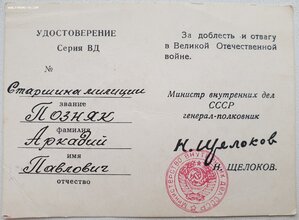 УДОСТОВЕРЕНИЕ
Серия ВД
№
Старшина милиции
звание
Позняк
фамилия
Аркадий
имя
Павлович
отчество
За доблесть и отвагу
в Великой Отечественной
войне.
Министр внутренних дел
СССР
генерал-полковник
Н. Щелоков
Н. ЩЕЛОКОВ.